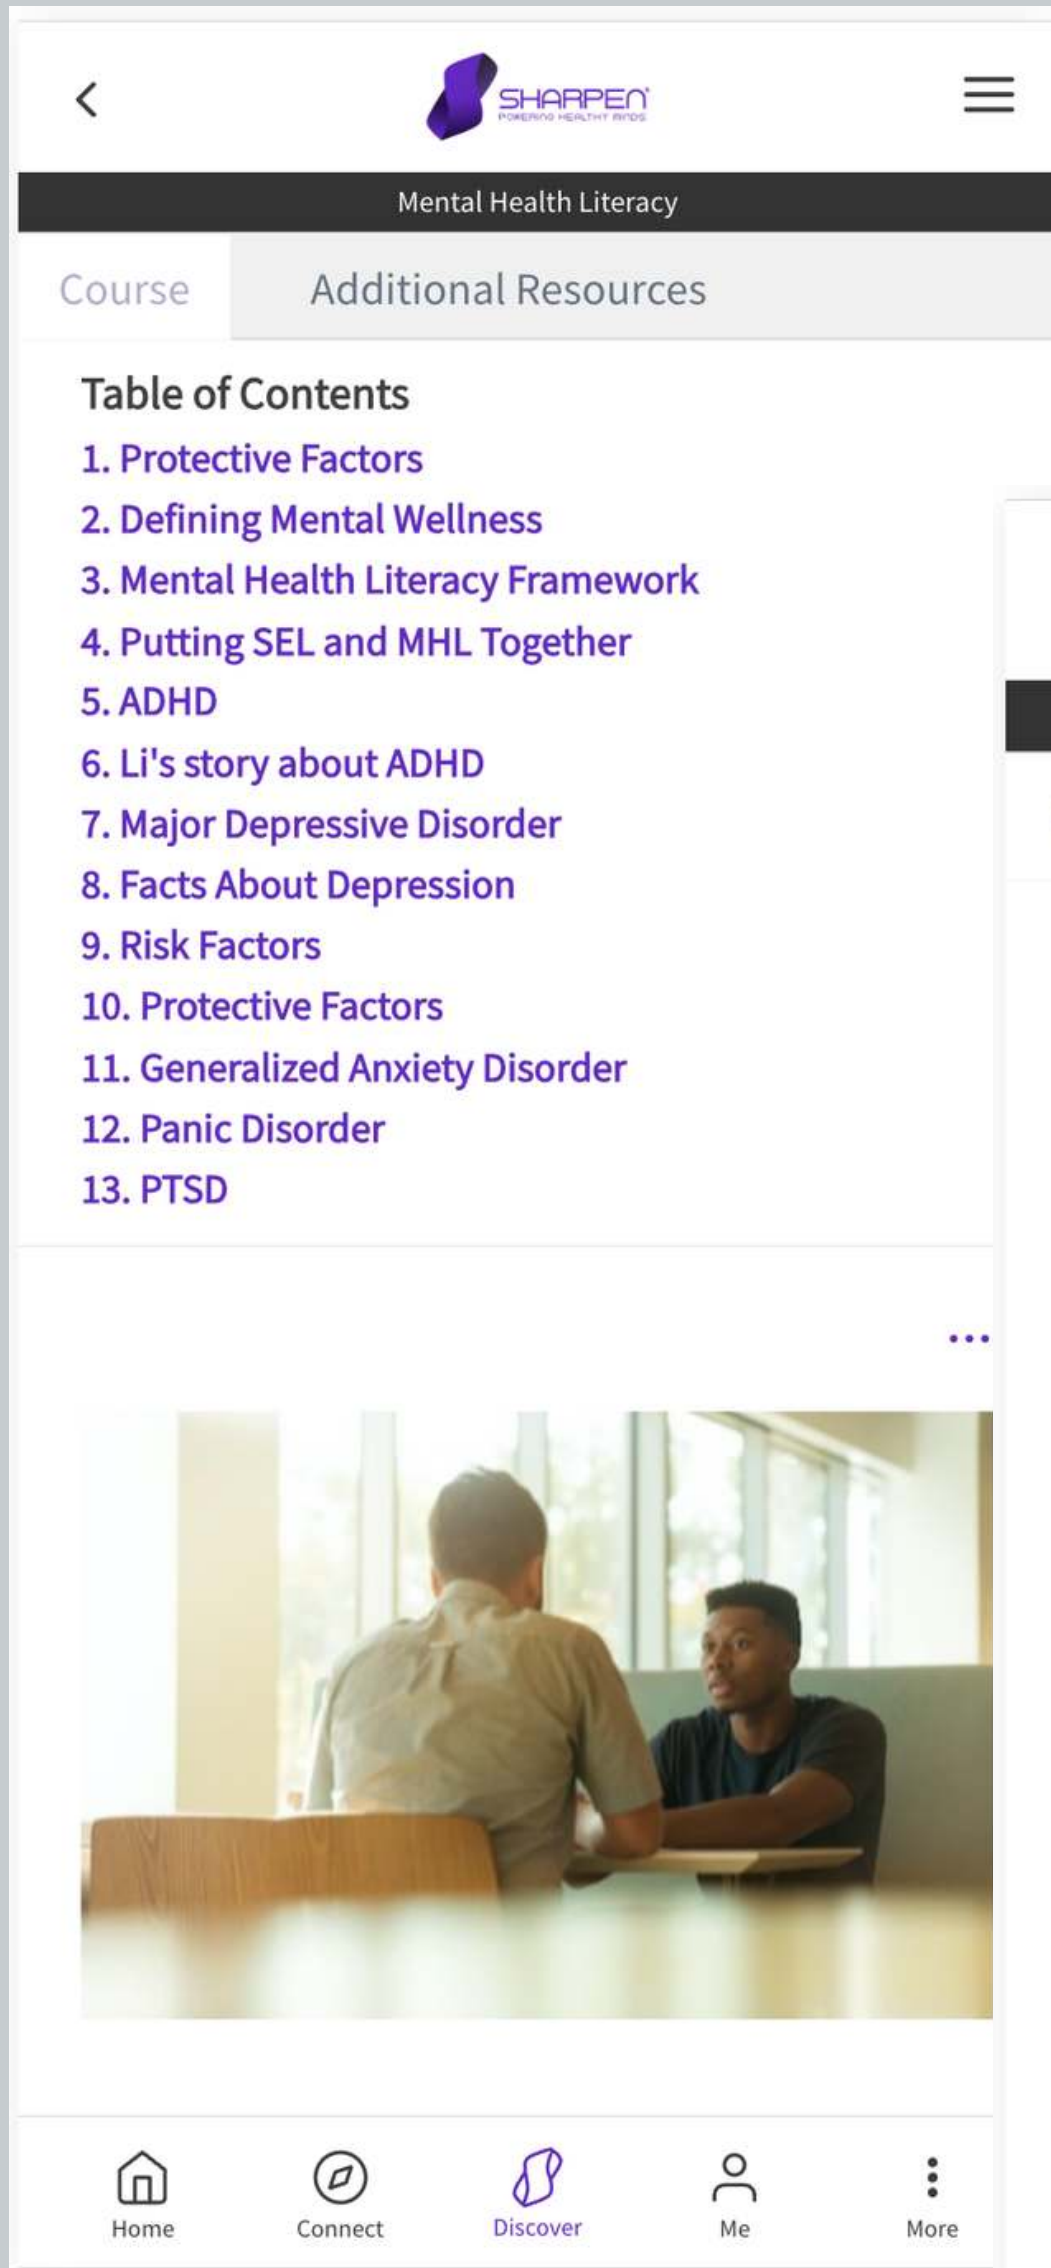 SHARPEN®
POWERING HEALTHY MINDS
Mental Health Literacy
Course Additional Resources
Table of Contents
1. Protective Factors
2. Defining Mental Wellness
3. Mental Health Literacy Framework
4. Putting SEL and MHL Together
5. ADHD
6. Li's story about ADHD
7. Major Depressive Disorder
8. Facts About Depression
9. Risk Factors
10. Protective Factors
11. Generalized Anxiety Disorder
12. Panic Disorder
13. PTSD
Home Connect Discover Me More